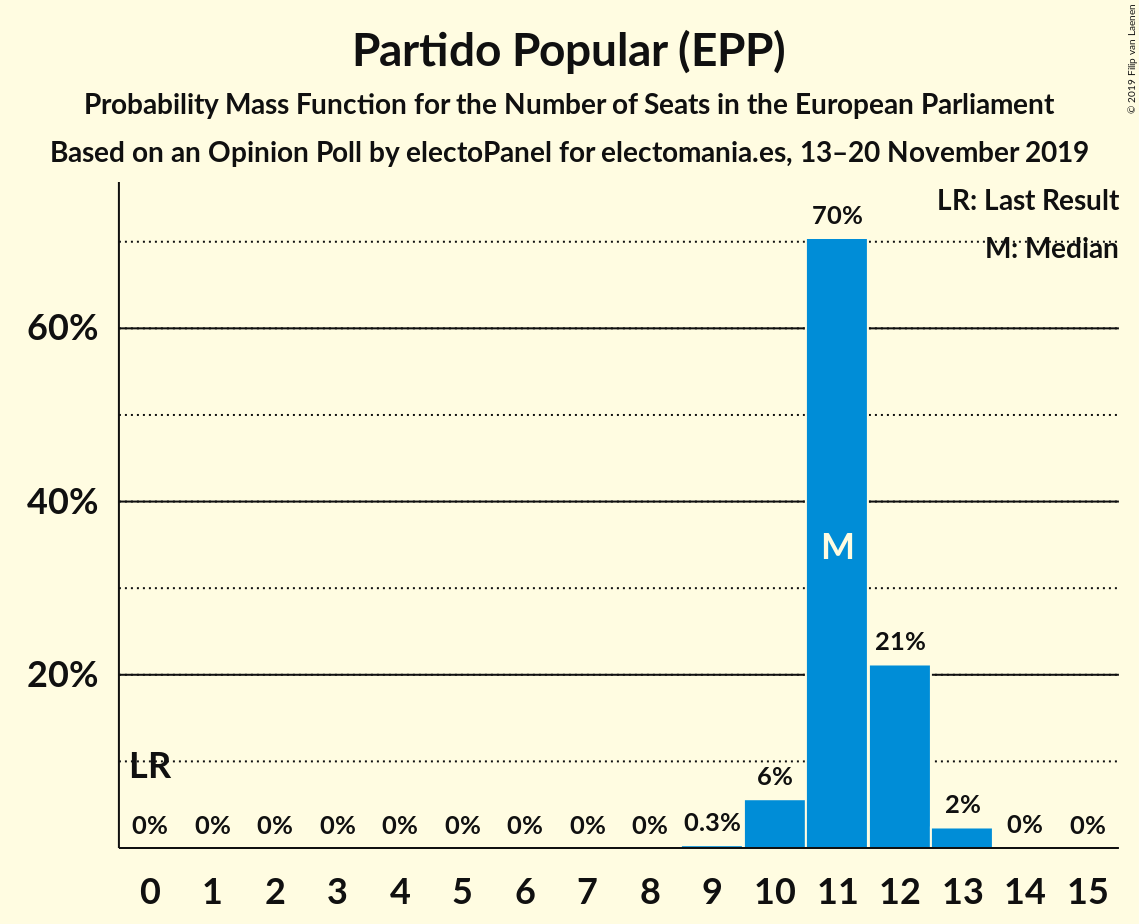 Partido Popular (EPP)
Probability Mass Function for the Number of Seats in the European Parliament
Based on an Opinion Poll by electoPanel for electomania.es, 13–20 November 2019
© 2019 Filip van Laenen
LR: Last Result
M: Median
70%
60%
40%
M
21%
20%
LR
6%
2%
0% 0% 0% 0% 0% 0% 0% 0% 0% 0.3% 0% 0%
0 1 2 3 4 5 6 7 8 9 10 11 12 13 14 15